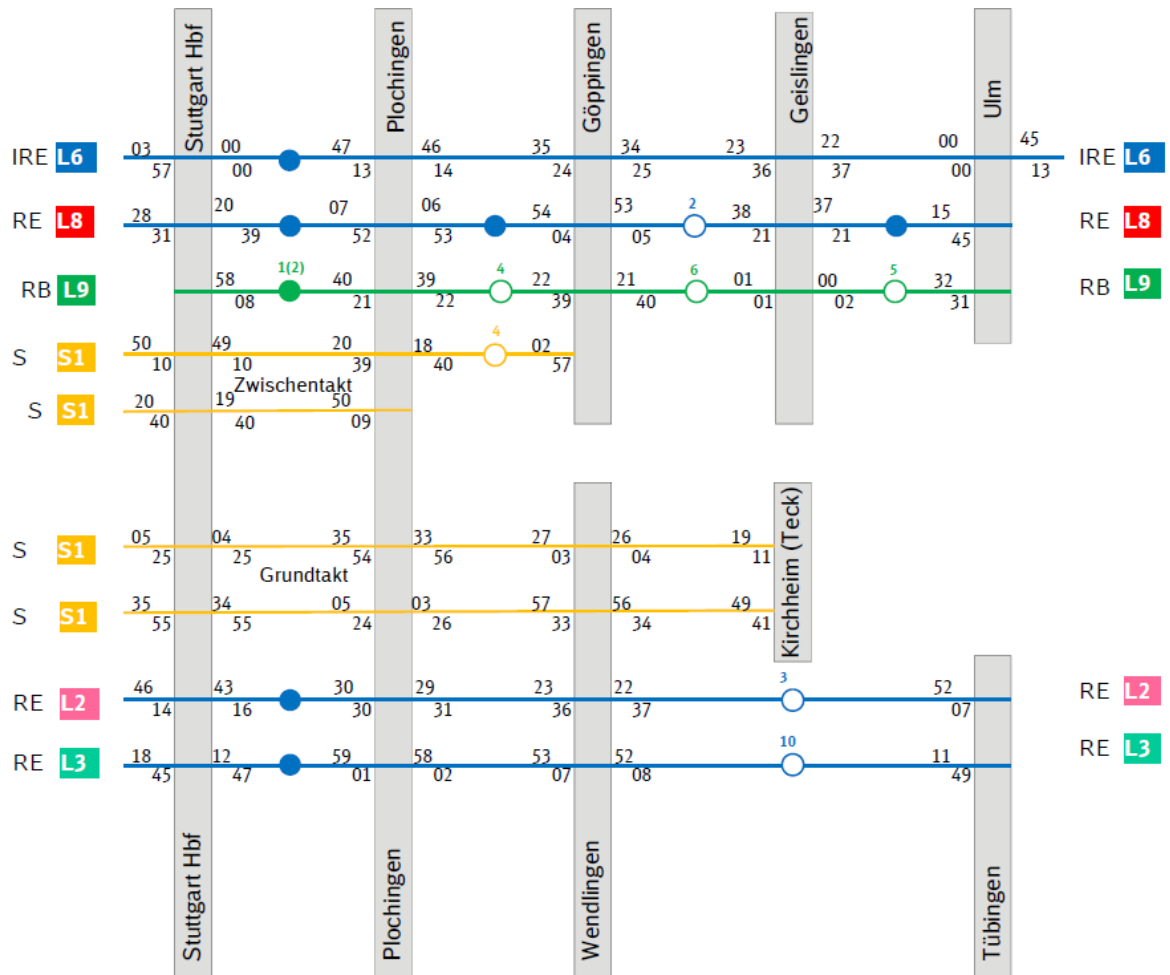 Stuttgart Hbf
Plochingen
Göppingen
Geislingen
Ulm
IRE L6 03 00 47 46 35 34 23 22 00 45 IRE L6
57 00 13 14 24 25 36 37 00 13
RE L8 28 20 07 06 54 53 2 38 37 15 RE L8
31 39 52 53 04 05 21 21 45
RB L9 58 1(2) 40 39 4 22 21 6 01 00 5 32 RB L9
08 21 22 39 40 01 02 31
S S1 50 49 20 18 4 02
10 10 39 40 57
Zwischentakt
S S1 20 19 50
40 40 09
S S1 05 04 35 33 27 26 19
25 25 54 56 03 04 11
Grundtakt
S S1 35 34 05 03 57 56 49
55 55 24 26 33 34 41
Kirchheim (Teck)
RE L2 46 43 30 29 23 22 3 52 RE L2
14 16 30 31 36 37 07
RE L3 18 12 59 58 53 52 10 11 RE L3
45 47 01 02 07 08 49
Stuttgart Hbf
Plochingen
Wendlingen
Tübingen